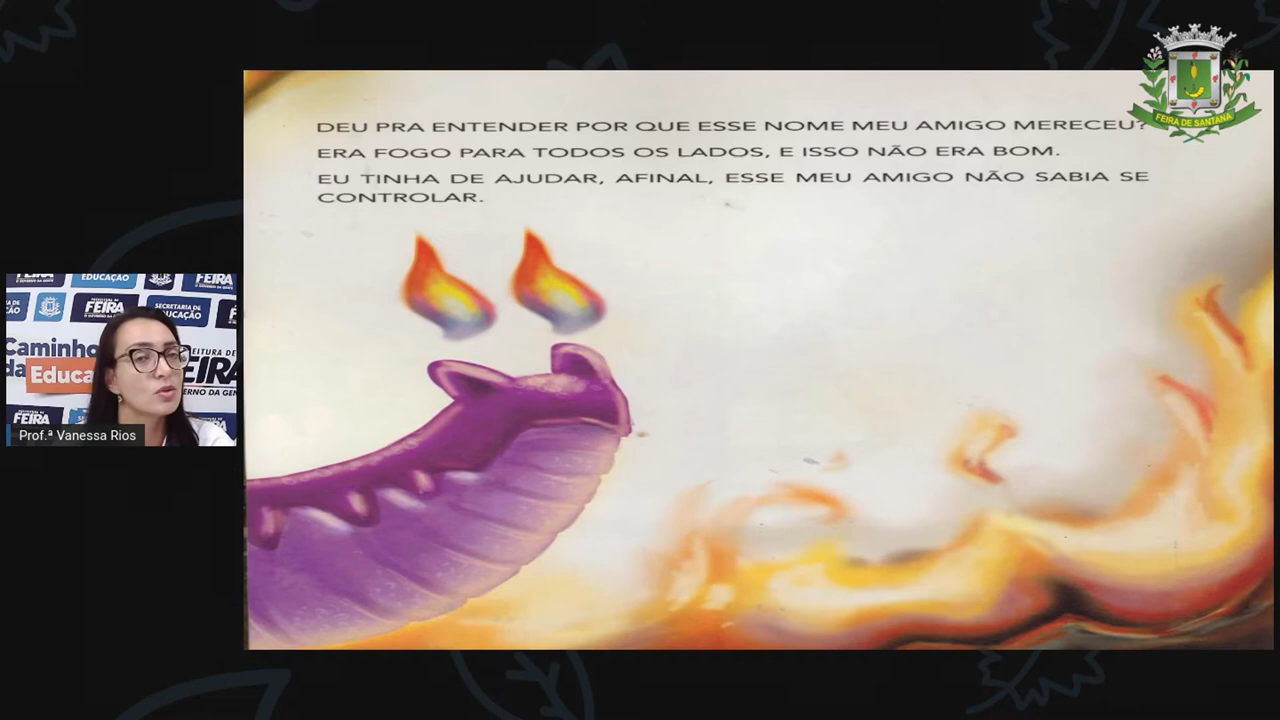 FEIRA DE SANTANA
DEU PRA ENTENDER POR QUE ESSE NOME MEU AMIGO MERECEU?
ERA FOGO PARA TODOS OS LADOS, E ISSO NÃO ERA BOM.
EU TINHA DE AJUDAR, AFINAL, ESSE MEU AMIGO NÃO SABIA SE
CONTROLAR.
EDUCAÇÃO
FEIRA
FEIRA
SECRETARIA DE
EDUCAÇÃO
Caminho
da
Educa
FEIRA
Prof.ª Vanessa Rios